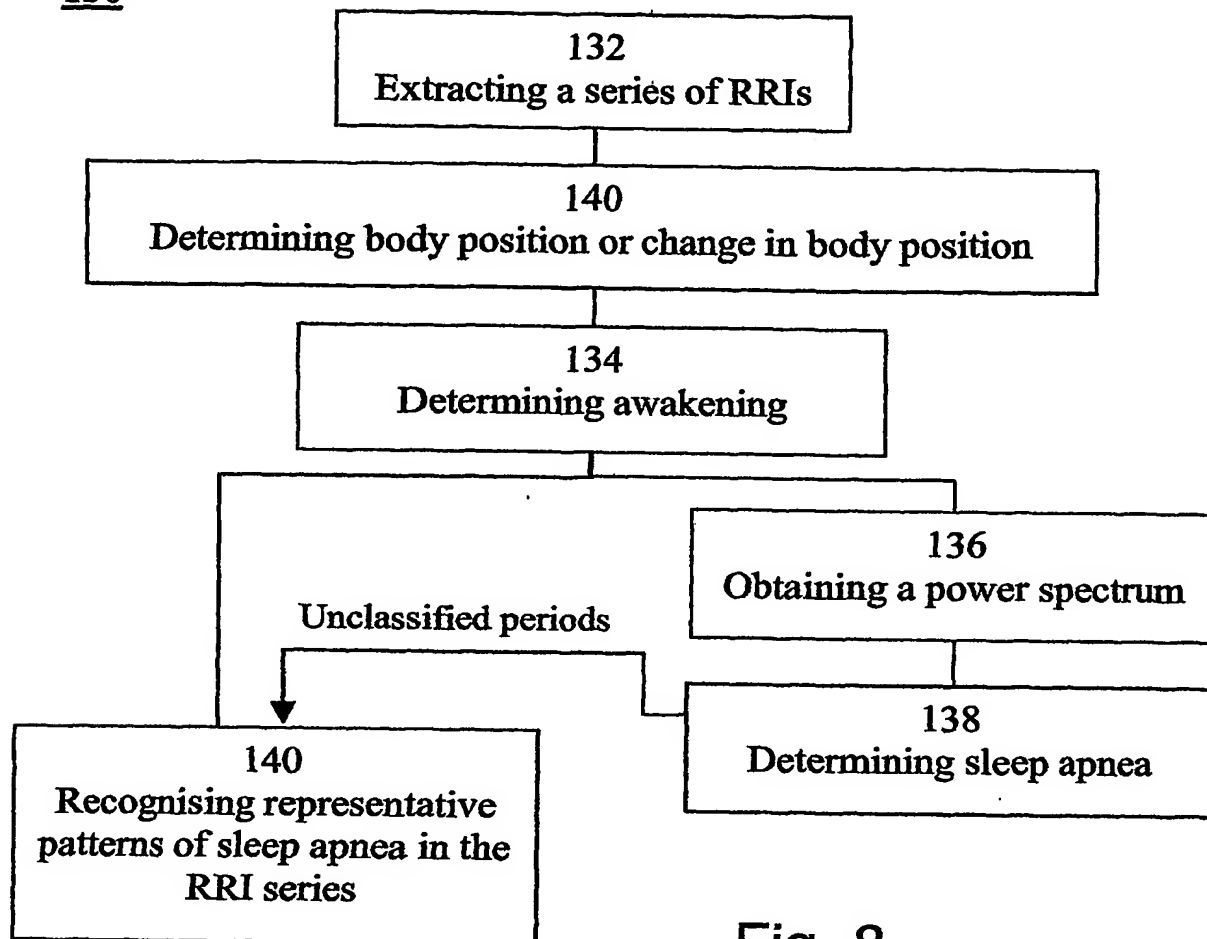 132
Extracting a series of RRIs
140
Determining body position or change in body position
134
Determining awakening
136
Obtaining a power spectrum
Unclassified periods
138
Determining sleep apnea
140
Recognising representative
patterns of sleep apnea in the
RRI series